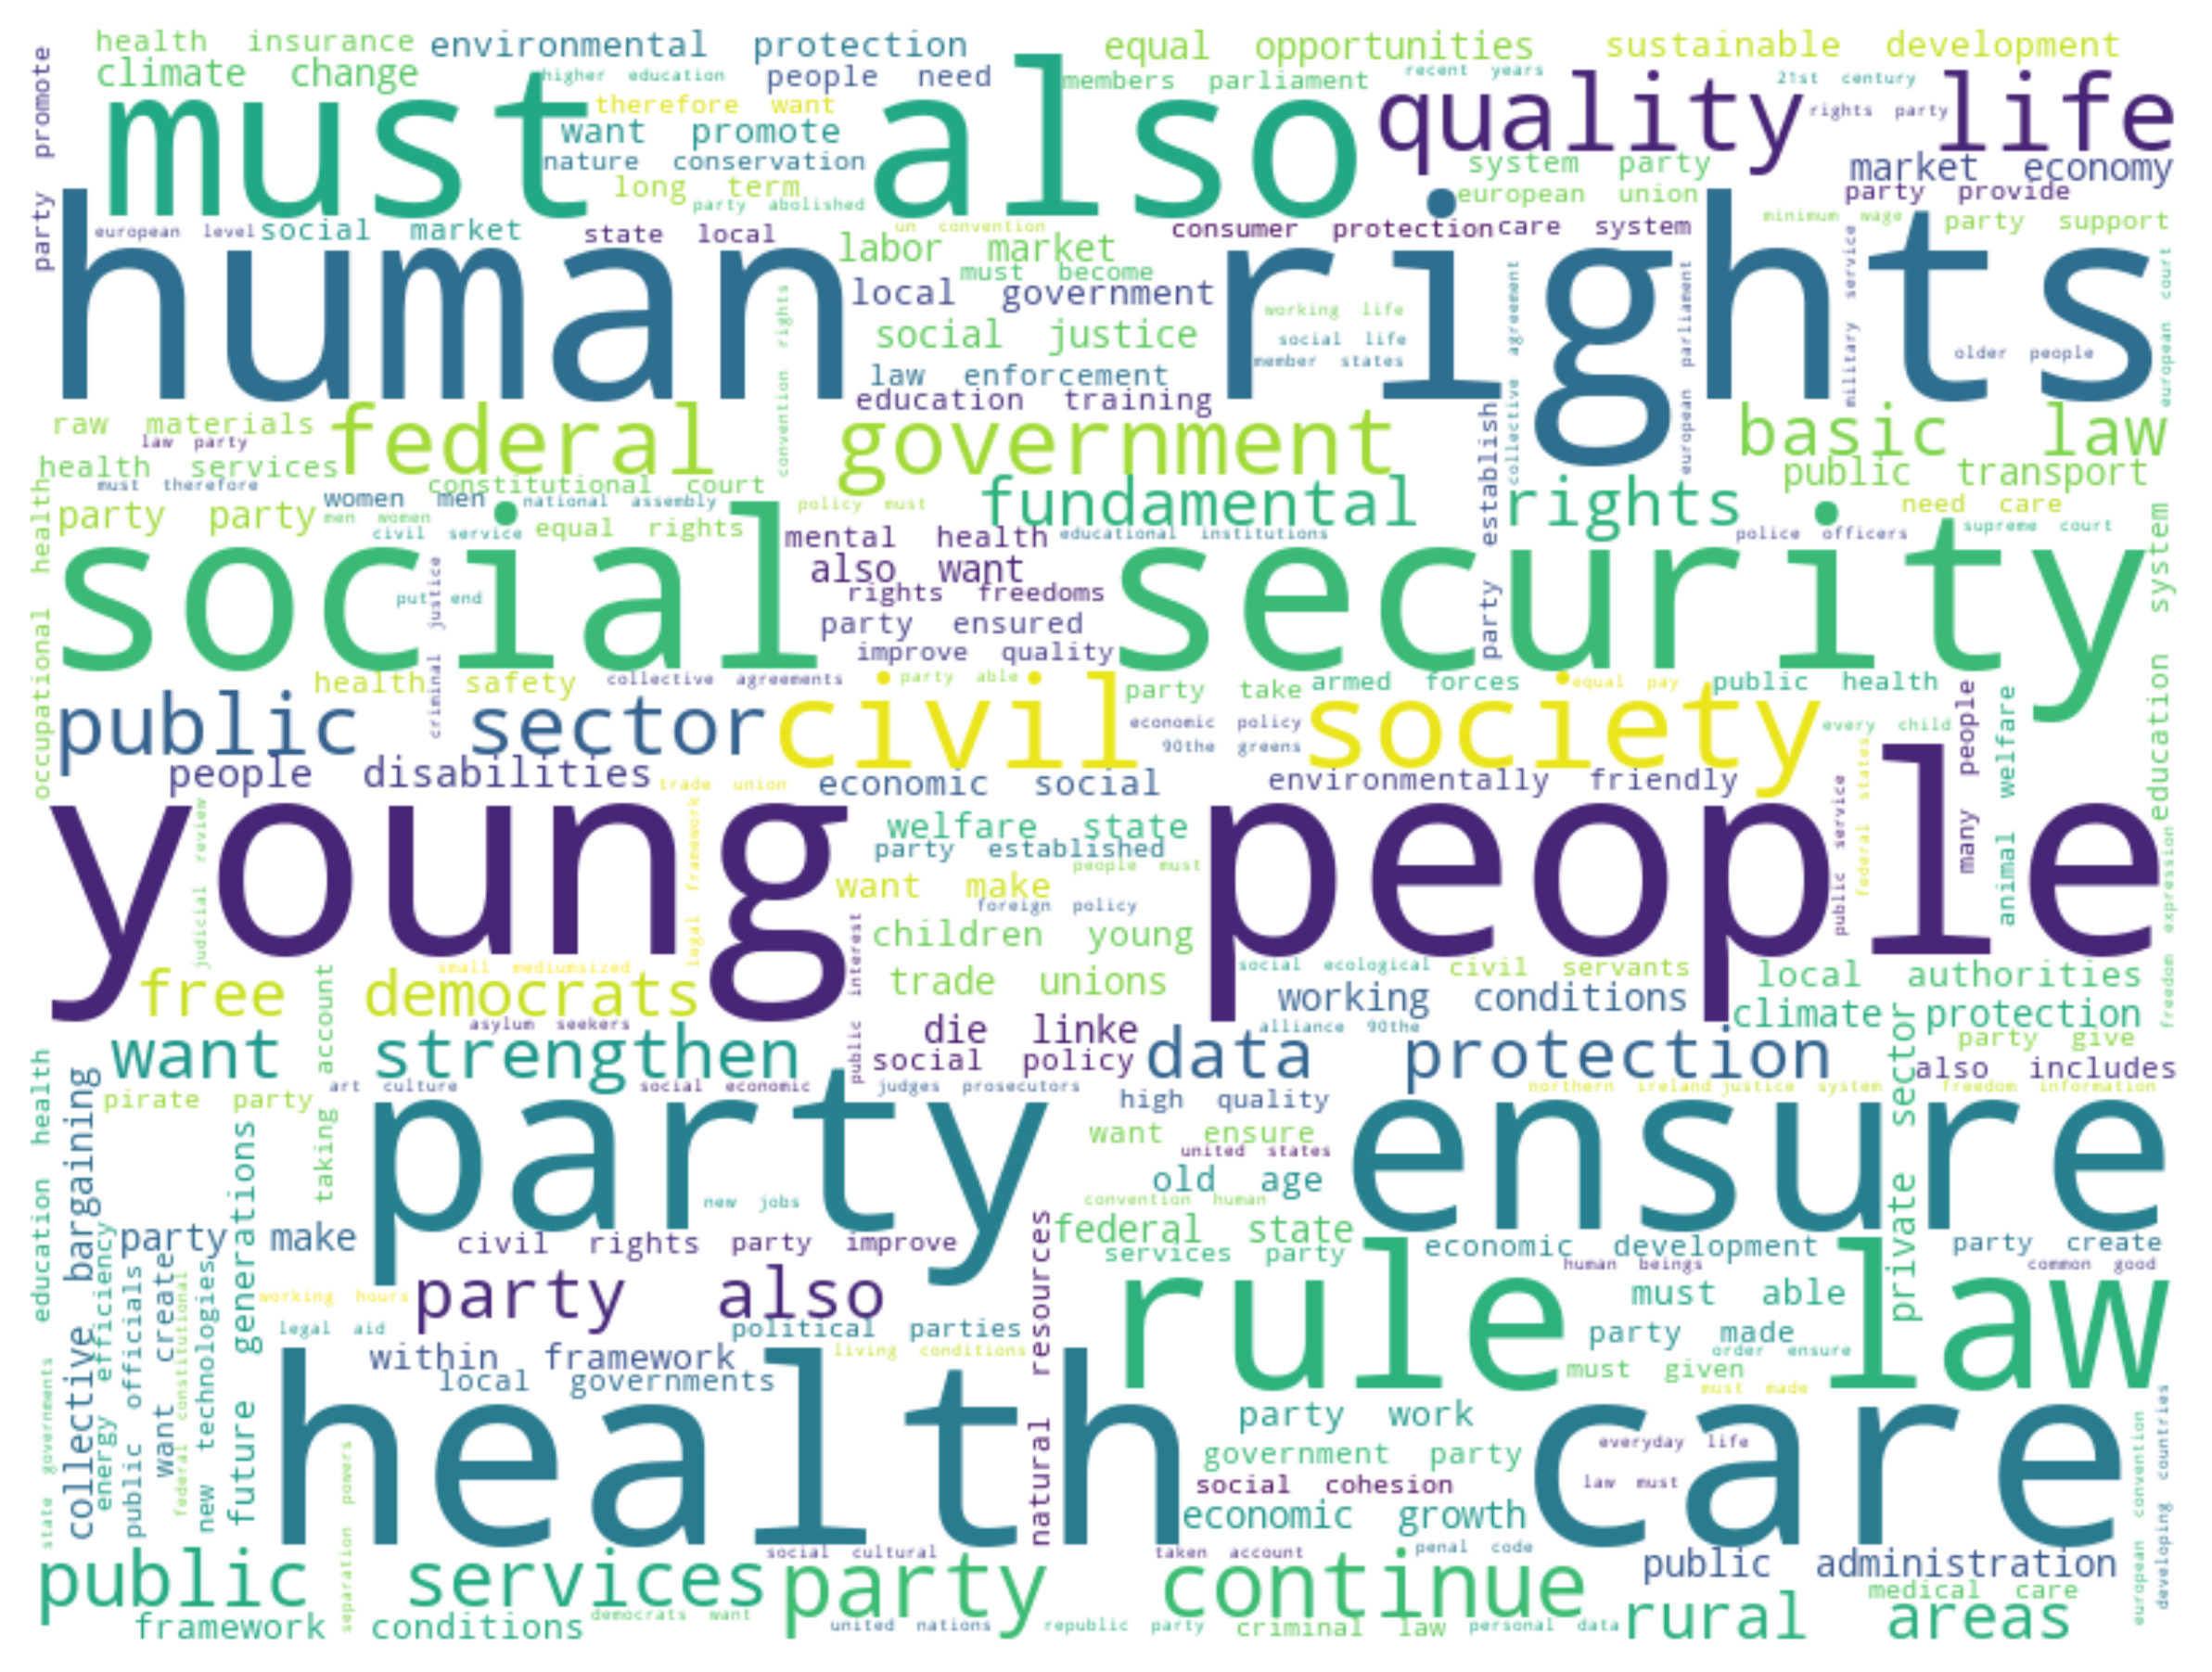 health insurance
environmental protection
equal opportunities
sustainable development
climate change
higher education
people need
members parliament
recent years
21st century
must also
quality life
therefore want
rights party
want promote
nature conservation
system party
market economy
long term
european union
party provide
party abolished
minimum wage
party support
party promote
european level
social market
state local
un convention
consumer protection
care system
human rights
labor market
must become
local government
working life
social justice
social life
member states
older people
law enforcement
education training
convention rights
collective agreement
european parliament
military service
european court
raw materials
law party
federal government
basic law
health services
public transport
must therefore
constitutional court
women men
national assembly
fundamental rights
need care
party party
men women
policy must
civil service
equal rights
supreme court
mental health
educational institutions
police officers
social security
also want
party establish
put end
rights freedoms
party ensured
improve quality
criminal justice
occupational health
education system
health safety
collective agreements
party able
party take
armed forces
equal pay
public health
public sector
civil society
economic policy
every child
90the greens
people disabilities
trade union
economic social
environmentally friendly
many people
animal welfare
public service
federal states
young people
welfare state
party established
people must
want make
foreign policy
judicial review
legal framework
children young
freedom expression
small mediumsized
social ecological
civil servants
local authorities
free democrats
trade unions
working conditions
public interest
climate protection
asylum seekers
die linke
alliance 90the
party give
want strengthen
social policy
data protection
also includes
taking account
art culture
social economic
judges prosecutors
northern ireland
justice system
freedom information
pirate party
high quality
party ensure
want ensure
united states
old age
private sector
new jobs
convention human
education health
collective bargaining
future generations
federal state
party make
civil rights
party improve
services party
economic development
party create
human beings
common good
natural resources
working hours
party also
rule law
must able
legal aid
political parties
party made
within framework
living conditions
order ensure
local governments
must given
must made
energy efficiency
public officials
want create
federal constitutional
new technologies
state governments
health care
party work
everyday life
government party
social cohesion
law must
economic growth
separation powers
european convention
developing countries
public services
social cultural
taken account
penal code
public administration
party continue
medical care
framework conditions
democrats want
united nations
republic party
criminal law
personal data
rural areas